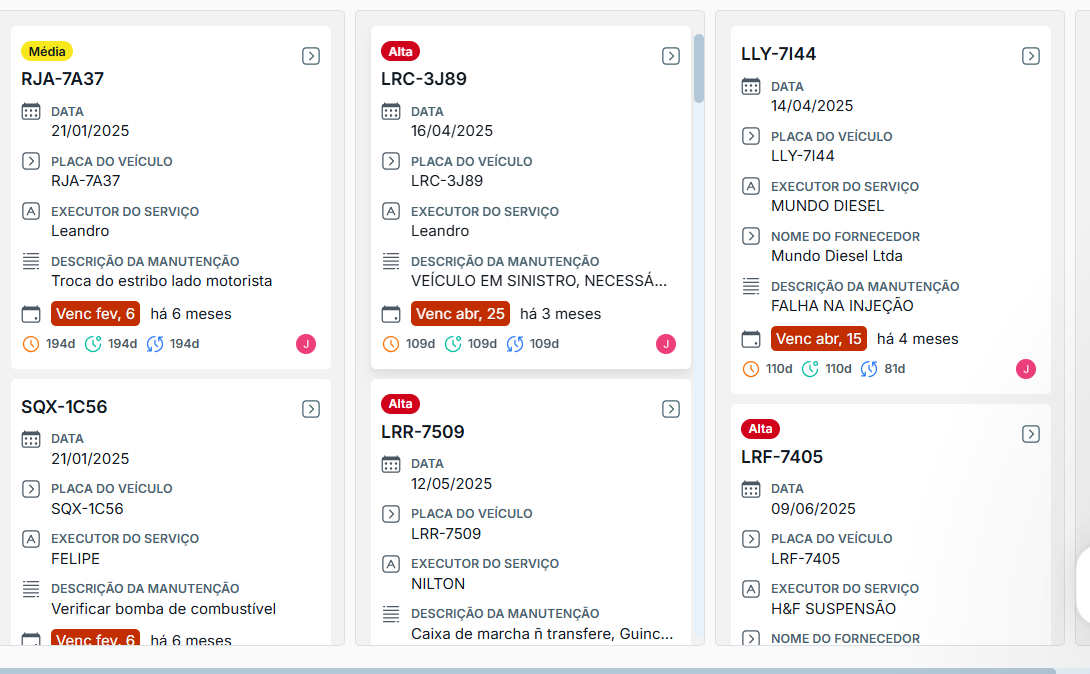 Média
RJA-7A37
DATA
21/01/2025
PLACA DO VEÍCULO
RJA-7A37
EXECUTOR DO SERVIÇO
Leandro
DESCRIÇÃO DA MANUTENÇÃO
Troca do estribo lado motorista
Venc fev, 6 há 6 meses
194d 194d 194d J
SQX-1C56
DATA
21/01/2025
PLACA DO VEÍCULO
SQX-1C56
A EXECUTOR DO SERVIÇO
FELIPE
DESCRIÇÃO DA MANUTENÇÃO
Verificar bomba de combustível
Venc fev, 6 há 6 meses
Alta
LRC-3J89
DATA
16/04/2025
PLACA DO VEÍCULO
LRC-3J89
A EXECUTOR DO SERVIÇO
Leandro
DESCRIÇÃO DA MANUTENÇÃO
VEÍCULO EM SINISTRO, NECESSÁ...
Venc abr, 25 há 3 meses
109d 109d 109d J
Alta
LRR-7509
DATA
12/05/2025
PLACA DO VEÍCULO
LRR-7509
A EXECUTOR DO SERVIÇO
NILTON
DESCRIÇÃO DA MANUTENÇÃO
Caixa de marcha ñ transfere, Guinc...
LLY-7I44
DATA
14/04/2025
PLACA DO VEÍCULO
LLY-7I44
A EXECUTOR DO SERVIÇO
MUNDO DIESEL
NOME DO FORNECEDOR
Mundo Diesel Ltda
DESCRIÇÃO DA MANUTENÇÃO
FALHA NA INJEÇÃO
Venc abr, 15 há 4 meses
110d 110d 81d J
Alta
LRF-7405
DATA
09/06/2025
PLACA DO VEÍCULO
LRF-7405
A EXECUTOR DO SERVIÇO
H&F SUSPENSÃO
NOME DO FORNECEDOR